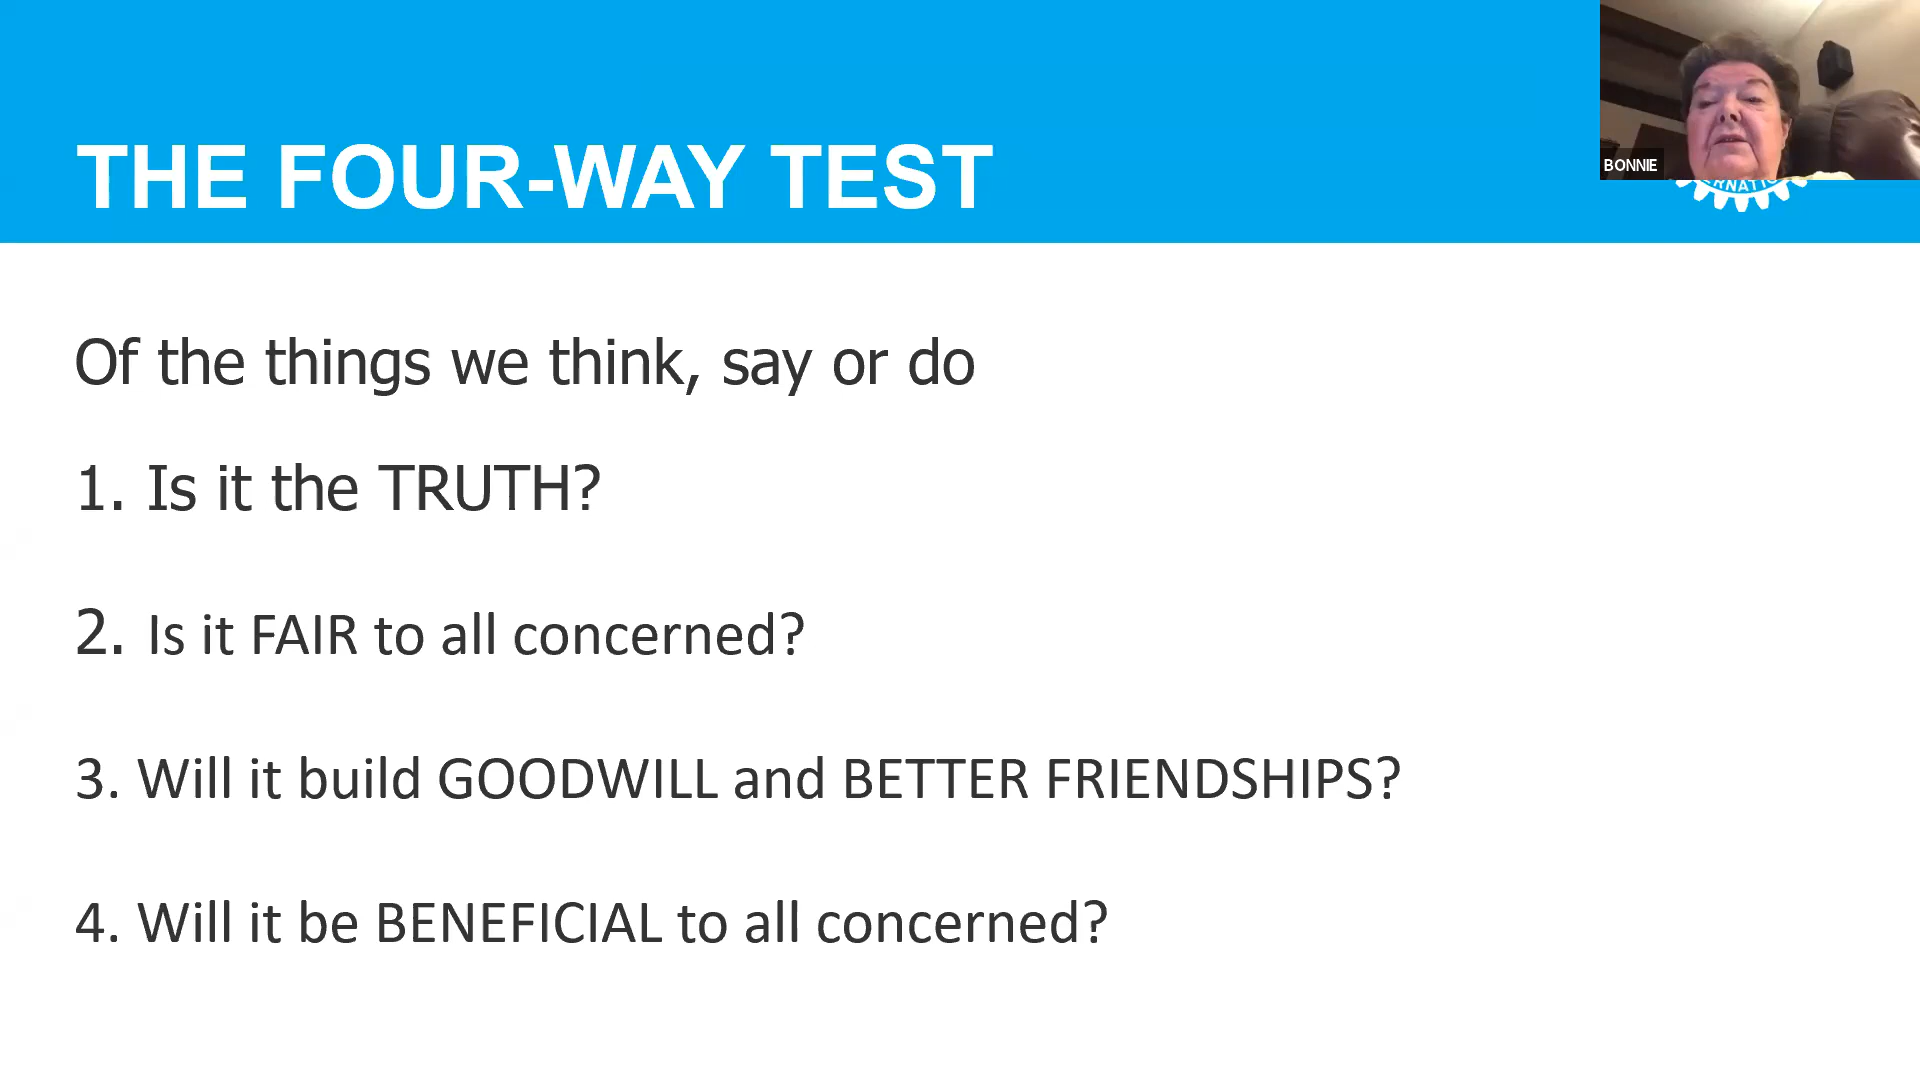 THE FOUR-WAY TEST
BONNIE
Of the things we think, say or do
1. Is it the TRUTH?
2. Is it FAIR to all concerned?
3. Will it build GOODWILL and BETTER FRIENDSHIPS?
4. Will it be BENEFICIAL to all concerned?